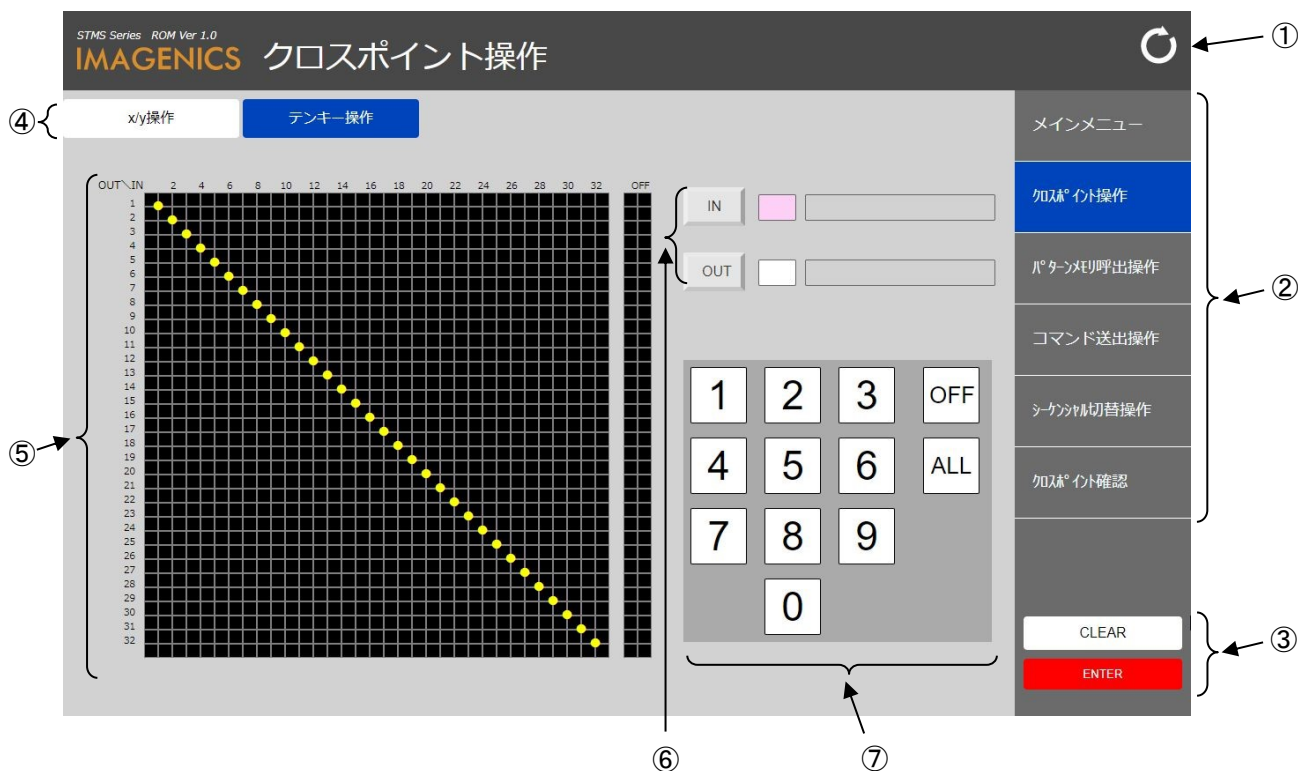 STMS Series ROM Ver 1.0
IMAGENICS クロスポイント操作
①
④
x/y操作 テンキー操作
メインメニュー
クロスポイント操作
パターンメモリ呼出操作
コマンド送出操作
シーケンシャル切替操作
クロスポイント確認
②
OUT＼IN 2 4 6 8 10 12 14 16 18 20 22 24 26 28 30 32 OFF
1
2
3
4
5
6
7
8
9
10
11
12
13
14
15
16
17
18
19
20
21
22
23
24
25
26
27
28
29
30
31
32
⑤
IN
OUT
1 2 3 OFF
4 5 6 ALL
7 8 9
0
CLEAR
ENTER
③
⑥
⑦